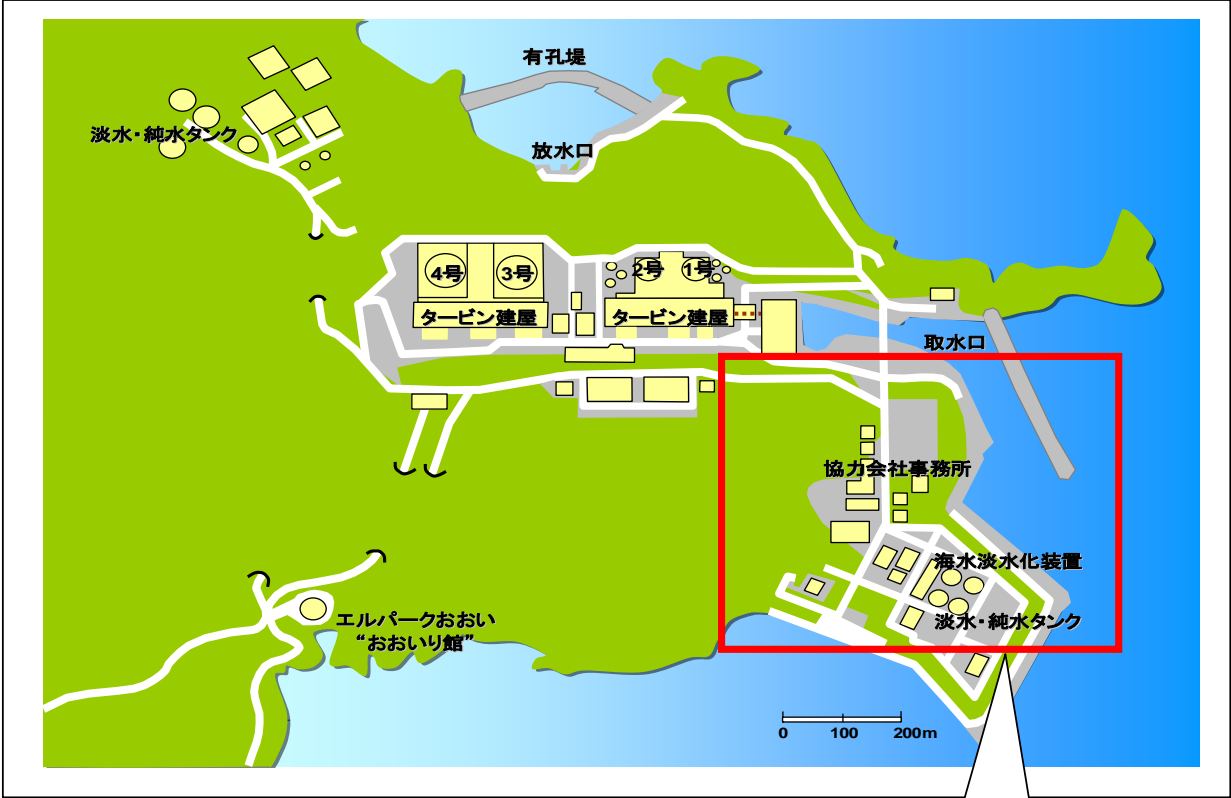 有孔堤
淡水・純水タンク
放水口
4号
3号
2号
1号
タービン建屋
タービン建屋
取水口
協力会社事務所
海水淡水化装置
淡水・純水タンク
エルパークおおい
“おおいり館”
0 100 200m